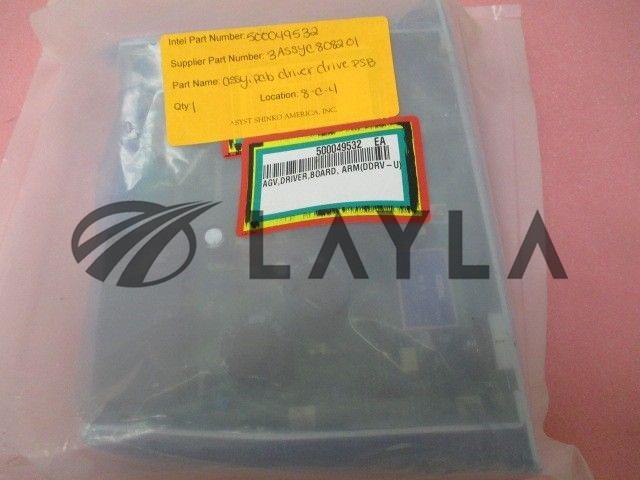 Intel Part Number: 500049532
Supplier Part Number: 3ASSYC808201
Part Name: assy, pcb driver drive PSB
Qty: 1 Location: 8-C-4
ASYST SHINKO AMERICA, INC.
500049532 EA
AGV,DRIVER,BOARD, ARM(DDRV-U)
LAYLA